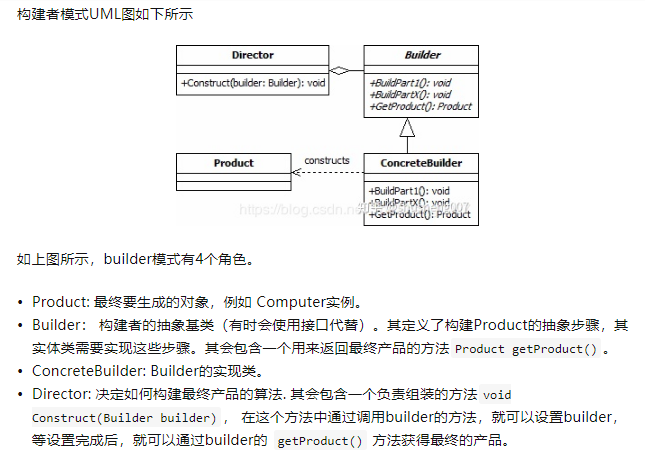 构建者模式UML图如下所示
Director
Builder
+Construct(builder: Builder): void
+BuildPart1(): void
+BuildPartX(): void
+GetProduct(): Product
Product
constructs
ConcreteBuilder
+BuildPart1(): void
+BuildPartX(): void
+GetProduct(): Product
https://blog.csdn.n
如上图所示，builder模式有4个角色。
• Product: 最终要生成的对象，例如 Computer实例。
• Builder： 构建者的抽象基类（有时会使用接口代替）。其定义了构建Product的抽象步骤，其
实体类需要实现这些步骤。其会包含一个用来返回最终产品的方法 Product getProduct() 。
• ConcreteBuilder: Builder的实现类。
• Director: 决定如何构建最终产品的算法. 其会包含一个负责组装的方法 void
Construct(Builder builder) ， 在这个方法中通过调用builder的方法，就可以设置builder，
等设置完成后，就可以通过builder的 getProduct() 方法获得最终的产品。